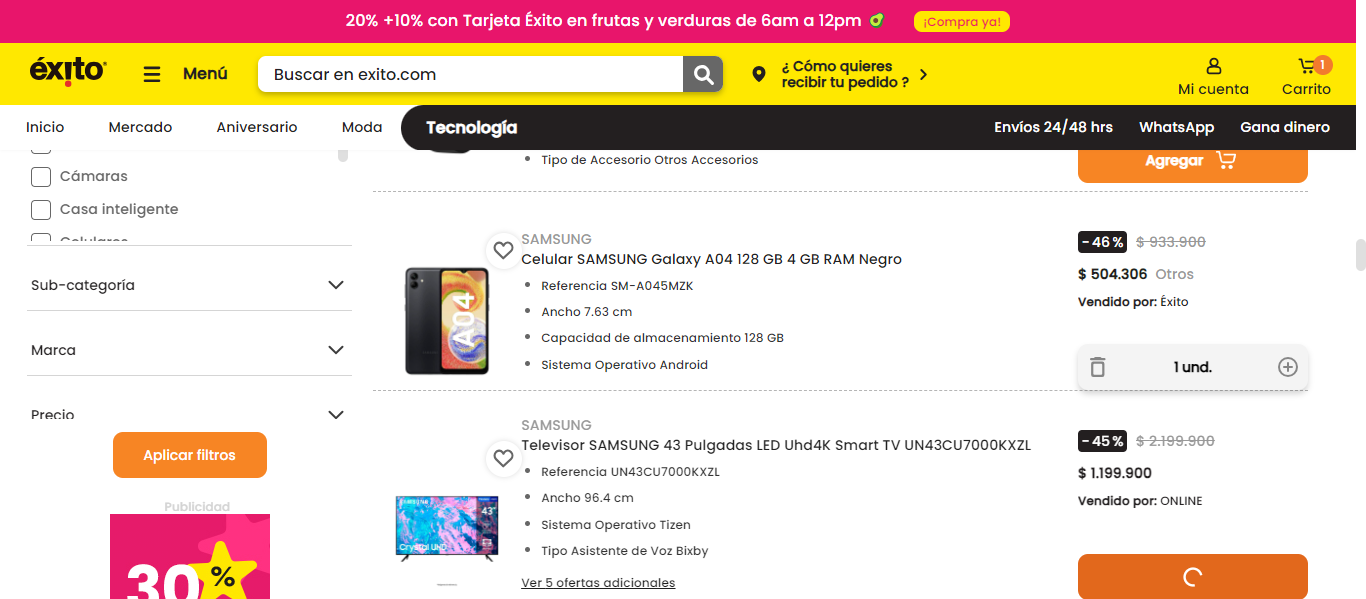 20% +10% con Tarjeta Éxito en frutas y verduras de 6am a 12pm
¡Compra ya!
éxito
Menú
Buscar en exito.com
¿ Cómo quieres
recibir tu pedido ?
Mi cuenta
1
Carrito
Inicio
Mercado
Aniversario
Moda
Tecnología
Envíos 24/48 hrs
WhatsApp
Gana dinero
Cámaras
Casa inteligente
Celulares
Sub-categoría
Marca
Precio
Aplicar filtros
Publicidad
30%
Tipo de Accesorio Otros Accesorios
Agregar
SAMSUNG
Celular SAMSUNG Galaxy A04 128 GB 4 GB RAM Negro
A04
Referencia SM-A045MZK
Ancho 7.63 cm
Capacidad de almacenamiento 128 GB
Sistema Operativo Android
- 46 % $ 933.900
$ 504.306 Otros
Vendido por: Éxito
1 und.
SAMSUNG
Televisor SAMSUNG 43 Pulgadas LED Uhd4K Smart TV UN43CU7000KXZL
SAMSUNG
43"
Crystal UHD
Referencia UN43CU7000KXZL
Ancho 96.4 cm
Sistema Operativo Tizen
Tipo Asistente de Voz Bixby
Ver 5 ofertas adicionales
- 45 % $ 2.199.900
$ 1.199.900
Vendido por: ONLINE